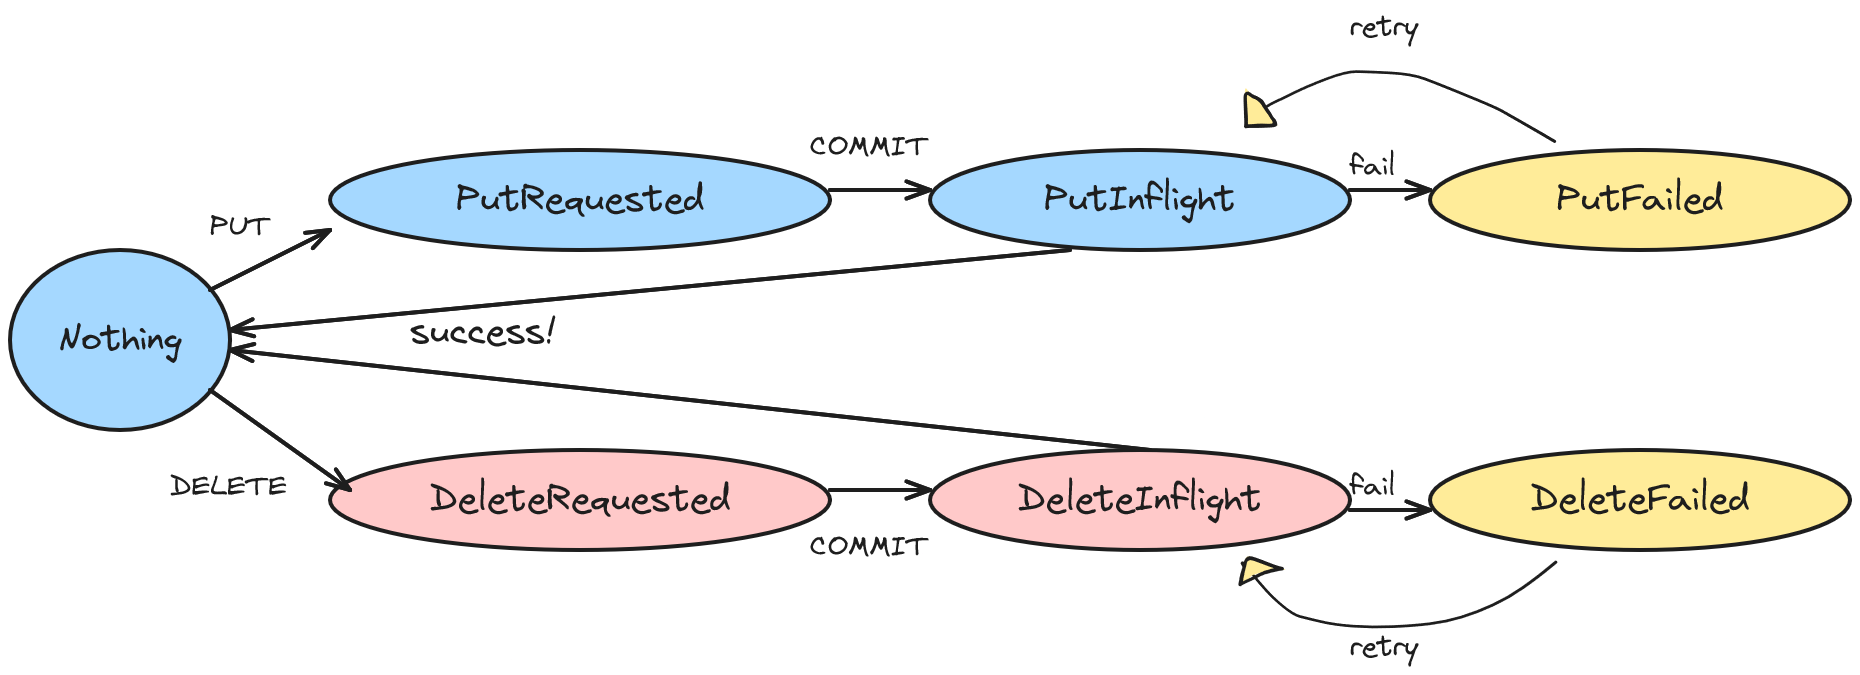 retry
COMMIT
fail
PutRequested
PutInflight
PutFailed
PUT
Nothing
success!
DELETE
DeleteRequested
DeleteInflight
fail
DeleteFailed
COMMIT
retry